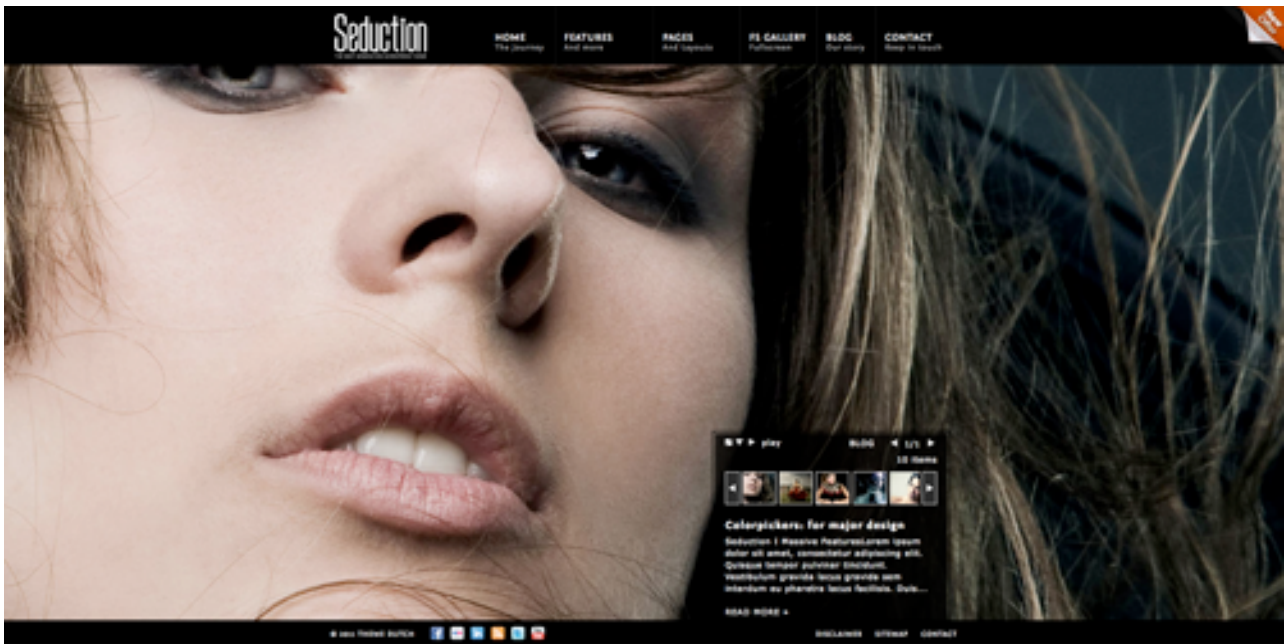 Seduction
HOME
The journey
FEATURES
And more
PAGES
And layouts
FS GALLERY
Fullscreen
BLOG
Our story
CONTACT
Keep in touch
play
BLOG
1/1
10 items
Colorpickers: for major design
Seduction | Massive FeaturesLorem ipsum
dolor sit amet, consectetur adipiscing elit.
Quisque tempor pulvinar tincidunt.
Vestibulum gravida lacus gravida sem
interdum eu pharetra lacus facilisis. Duis...
READ MORE +
© 2011 THEME DUTCH
DISCLAIMER
SITEMAP
CONTACT